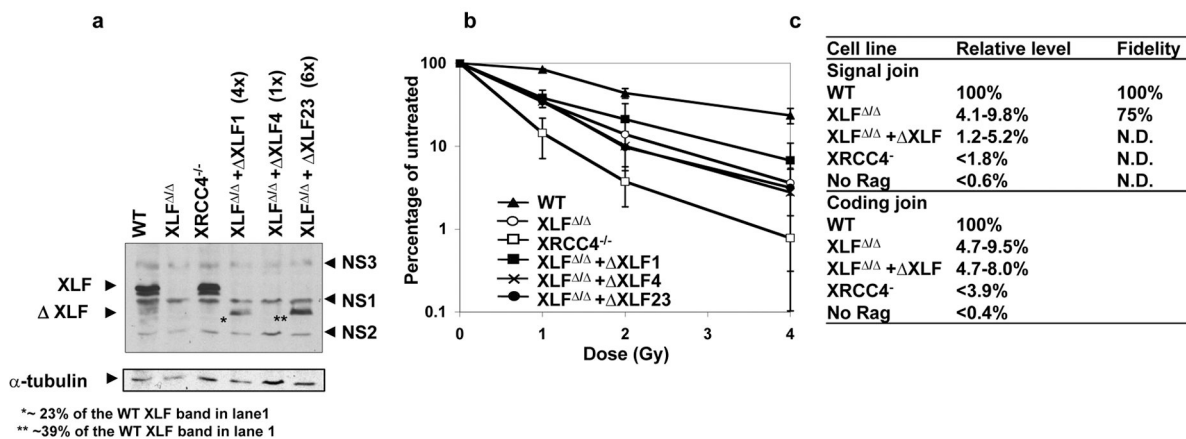 a
WT
XLFΔ/Δ
XRCC4-/-
XLFΔ/Δ +ΔXLF1 (4x)
XLFΔ/Δ +ΔXLF4 (1x)
XLFΔ/Δ + ΔXLF23 (6x)
XLF
Δ XLF
NS3
NS1
NS2
*
**
α-tubulin
*~ 23% of the WT XLF band in lane1
** ~39% of the WT XLF band in lane 1
b
Percentage of untreated
100
10
1
0.1
0 1 2 3 4
Dose (Gy)
WT
XLFΔ/Δ
XRCC4-/-
XLFΔ/Δ +ΔXLF1
XLFΔ/Δ +ΔXLF4
XLFΔ/Δ +ΔXLF23
c
Cell line Relative level Fidelity
Signal join
WT 100% 100%
XLFΔ/Δ 4.1-9.8% 75%
XLFΔ/Δ +ΔXLF 1.2-5.2% N.D.
XRCC4- <1.8% N.D.
No Rag <0.6% N.D.
Coding join
WT 100%
XLFΔ/Δ 4.7-9.5%
XLFΔ/Δ +ΔXLF 4.7-8.0%
XRCC4- <3.9%
No Rag <0.4%